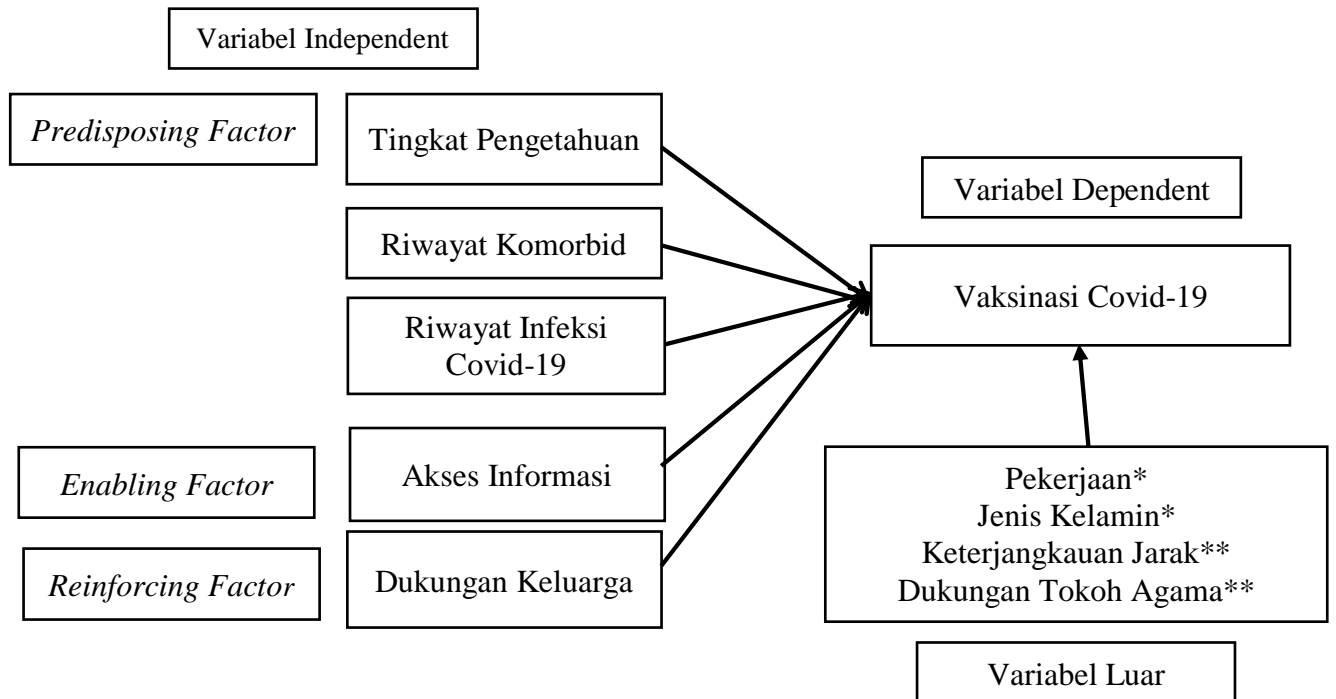 Variabel Independent
Predisposing Factor
Tingkat Pengetahuan
Riwayat Komorbid
Riwayat Infeksi
Covid-19
Enabling Factor
Akses Informasi
Reinforcing Factor
Dukungan Keluarga
Variabel Dependent
Vaksinasi Covid-19
Pekerjaan*
Jenis Kelamin*
Keterjangkauan Jarak**
Dukungan Tokoh Agama**
Variabel Luar